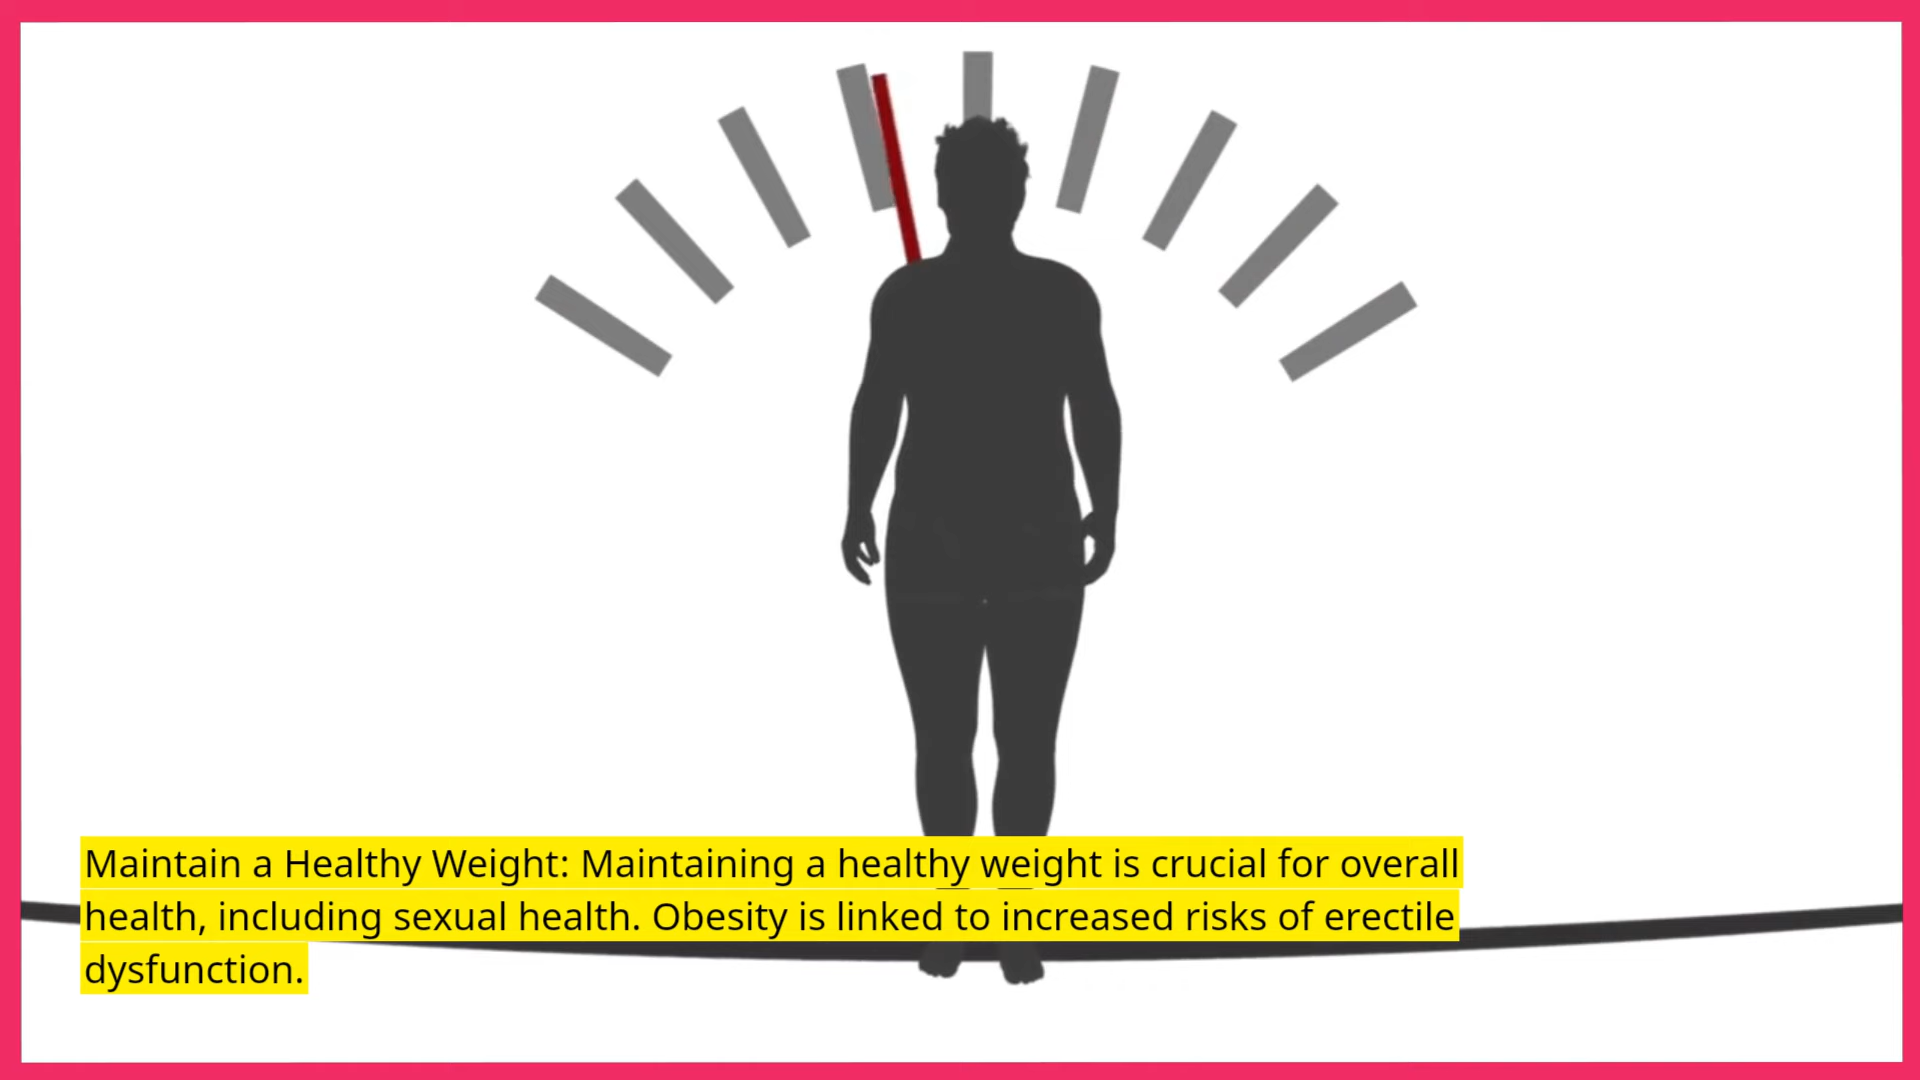 Maintain a Healthy Weight: Maintaining a healthy weight is crucial for overall
health, including sexual health. Obesity is linked to increased risks of erectile
dysfunction.